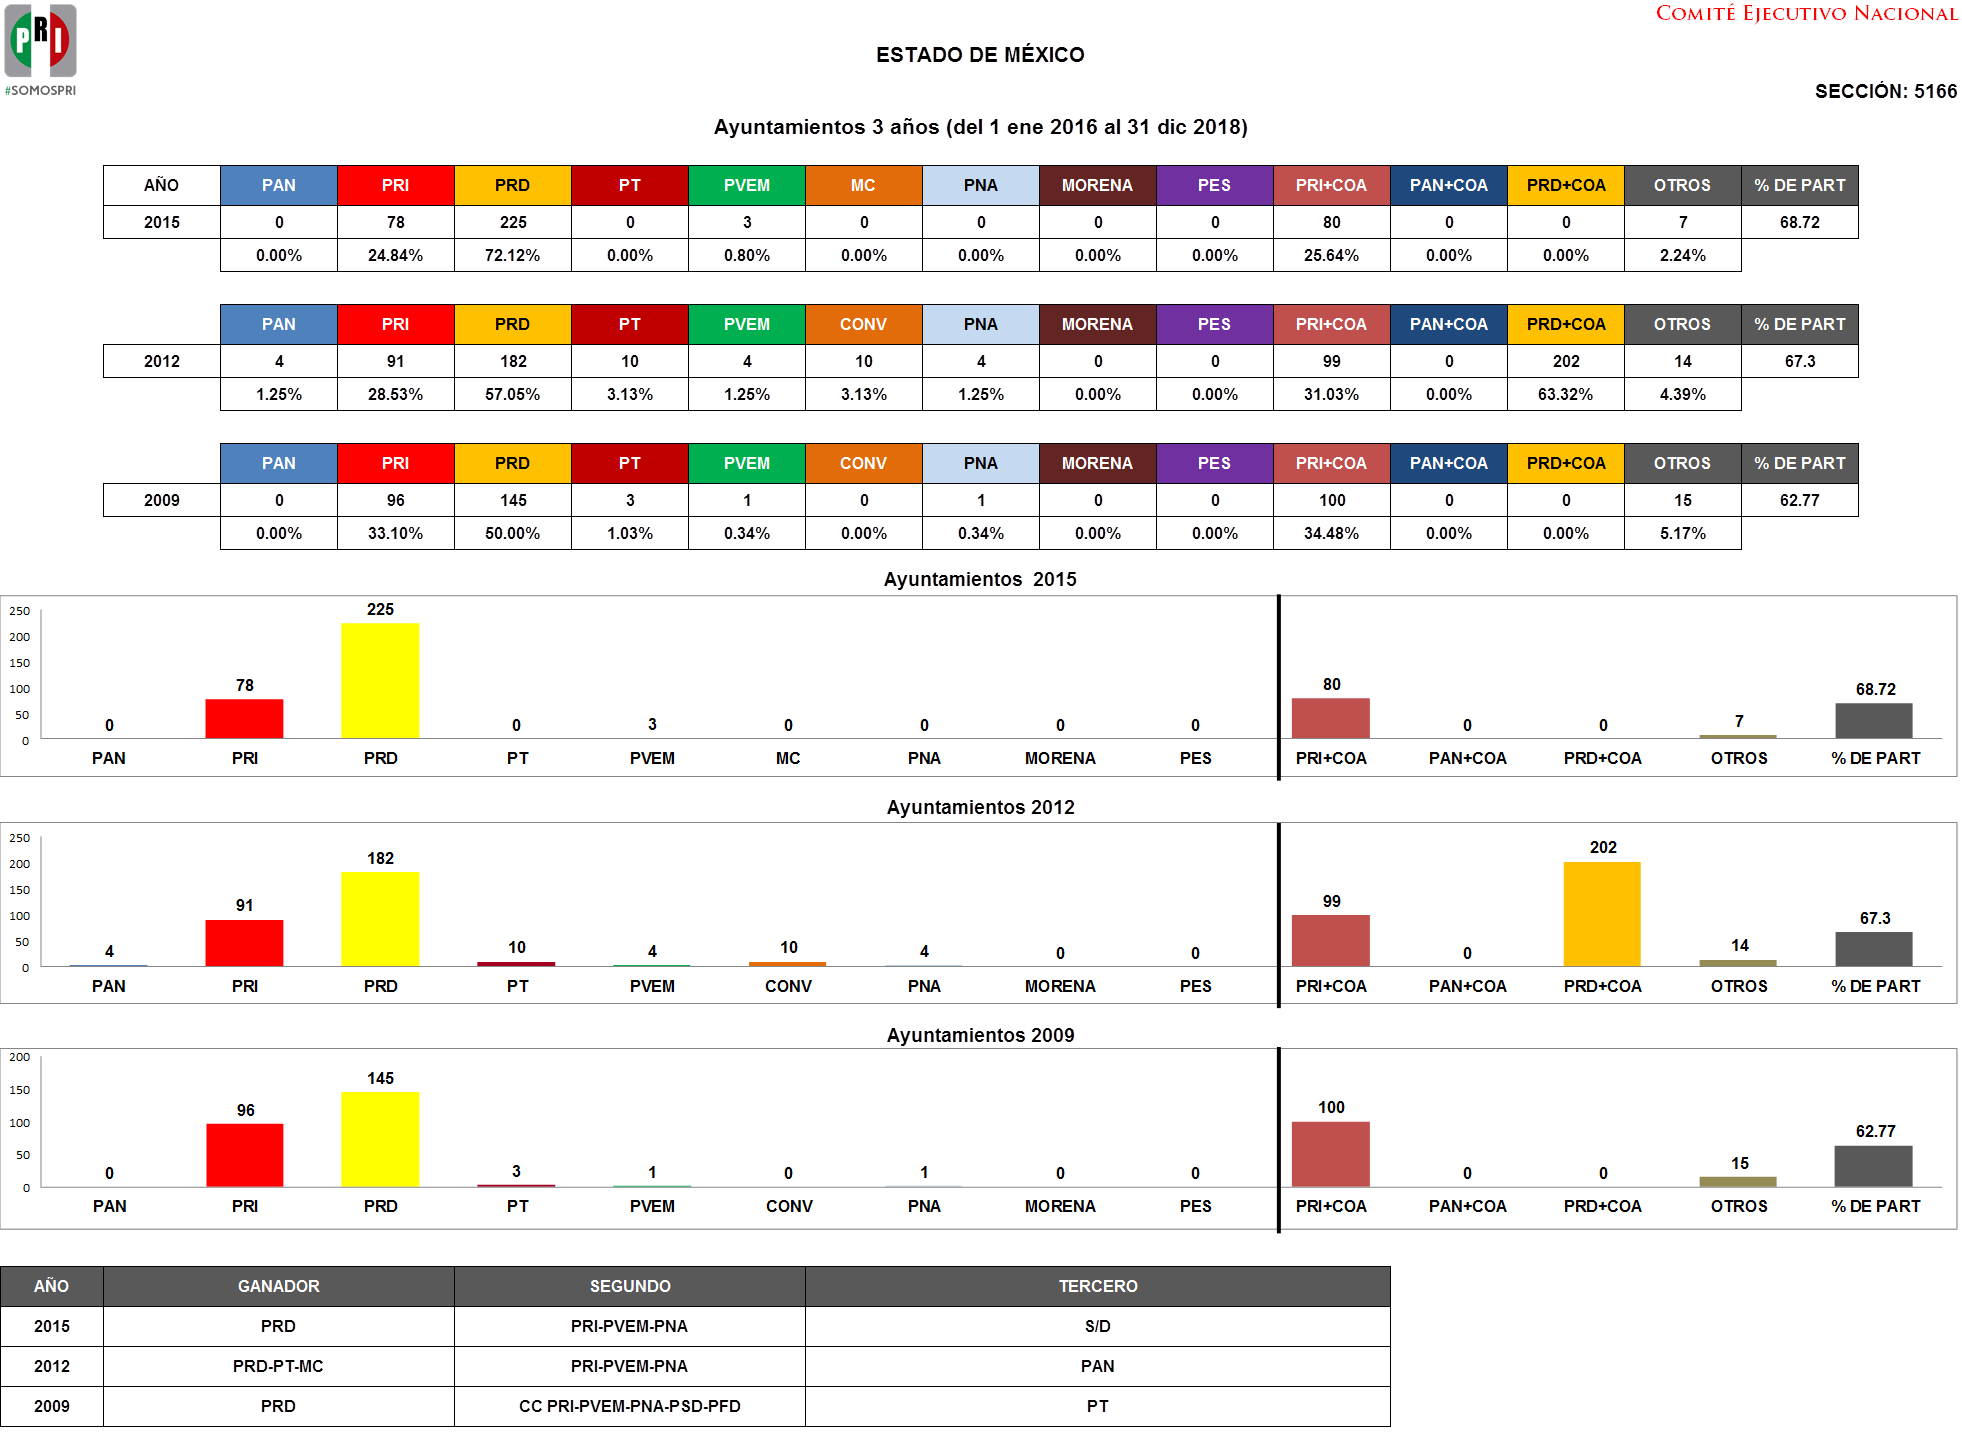 COMITÉ EJECUTIVO NACIONAL
PRI
#SOMOSPRI
ESTADO DE MÉXICO
SECCIÓN: 5166
Ayuntamientos 3 años (del 1 ene 2016 al 31 dic 2018)
AÑO PAN PRI PRD PT PVEM MC PNA MORENA PES PRI+COA PAN+COA PRD+COA OTROS % DE PART
2015 0 78 225 0 3 0 0 0 0 80 0 0 7 68.72
0.00% 24.84% 72.12% 0.00% 0.80% 0.00% 0.00% 0.00% 0.00% 25.64% 0.00% 0.00% 2.24%
PAN PRI PRD PT PVEM CONV PNA MORENA PES PRI+COA PAN+COA PRD+COA OTROS % DE PART
2012 4 91 182 10 4 10 4 0 0 99 0 202 14 67.3
1.25% 28.53% 57.05% 3.13% 1.25% 3.13% 1.25% 0.00% 0.00% 31.03% 0.00% 63.32% 4.39%
PAN PRI PRD PT PVEM CONV PNA MORENA PES PRI+COA PAN+COA PRD+COA OTROS % DE PART
2009 0 96 145 3 1 0 1 0 0 100 0 0 15 62.77
0.00% 33.10% 50.00% 1.03% 0.34% 0.00% 0.34% 0.00% 0.00% 34.48% 0.00% 0.00% 5.17%
Ayuntamientos 2015
250
200
150
100
50
0
0 78 225 0 3 0 0 0 0 80 0 0 7 68.72
PAN PRI PRD PT PVEM MC PNA MORENA PES PRI+COA PAN+COA PRD+COA OTROS % DE PART
Ayuntamientos 2012
250
200
150
100
50
0
4 91 182 10 4 10 4 0 0 99 0 202 14 67.3
PAN PRI PRD PT PVEM CONV PNA MORENA PES PRI+COA PAN+COA PRD+COA OTROS % DE PART
Ayuntamientos 2009
200
150
100
50
0
0 96 145 3 1 0 1 0 0 100 0 0 15 62.77
PAN PRI PRD PT PVEM CONV PNA MORENA PES PRI+COA PAN+COA PRD+COA OTROS % DE PART
AÑO GANADOR SEGUNDO TERCERO
2015 PRD PRI-PVEM-PNA S/D
2012 PRD-PT-MC PRI-PVEM-PNA PAN
2009 PRD CC PRI-PVEM-PNA-PSD-PFD PT